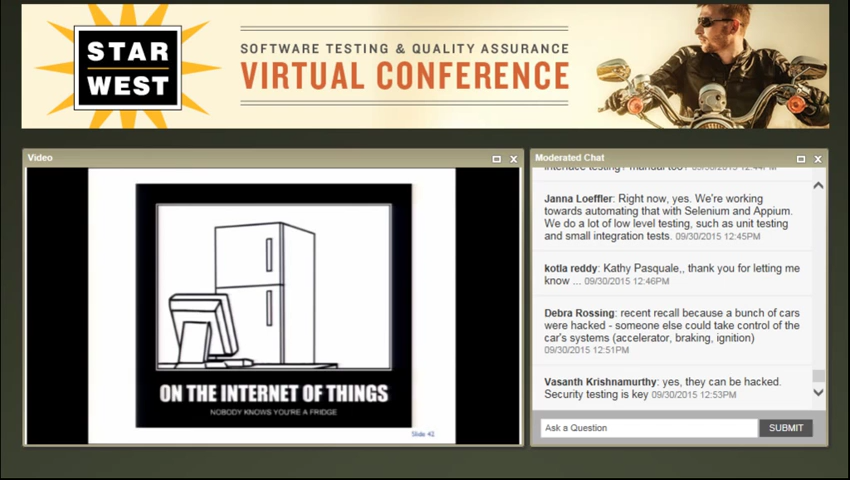 STAR
WEST
SOFTWARE TESTING & QUALITY ASSURANCE
VIRTUAL CONFERENCE
Video
ON THE INTERNET OF THINGS
NOBODY KNOWS YOU'RE A FRIDGE
Slide 42
Moderated Chat
Janna Loeffler: Right now, yes. We're working
towards automating that with Selenium and Appium.
We do a lot of low level testing, such as unit testing
and small integration tests. 09/30/2015 12:45PM
kotla reddy: Kathy Pasquale,, thank you for letting me
know ... 09/30/2015 12:46PM
Debra Rossing: recent recall because a bunch of cars
were hacked - someone else could take control of the
car's systems (accelerator, braking, ignition)
09/30/2015 12:51PM
Vasanth Krishnamurthy: yes, they can be hacked.
Security testing is key 09/30/2015 12:53PM
Ask a Question
SUBMIT